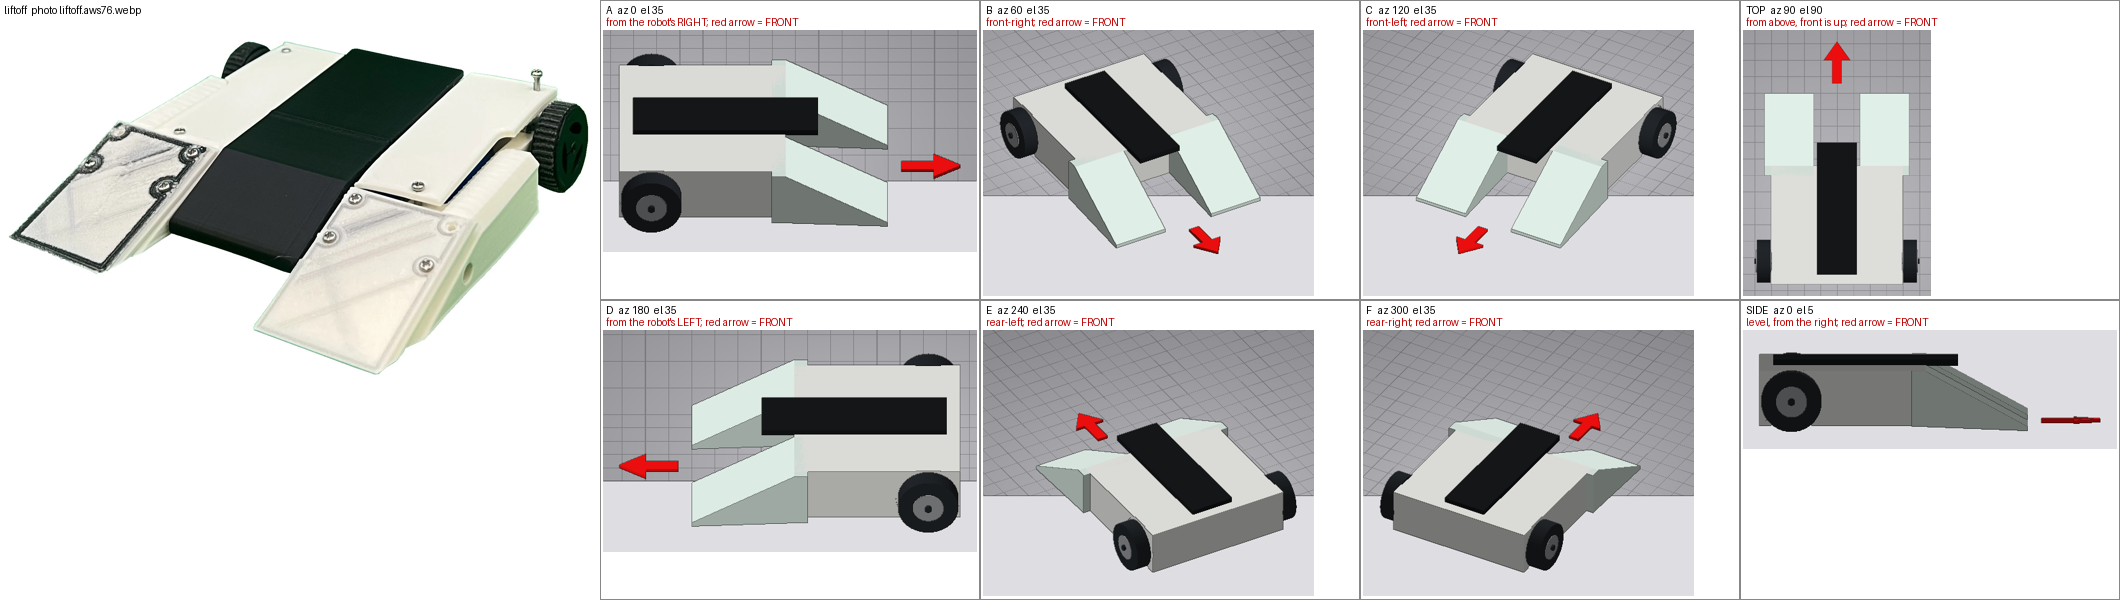 liftoff photo liftoff.aws76.webp
A az 0 el 35
from the robot's RIGHT; red arrow = FRONT
B az 60 el 35
front-right; red arrow = FRONT
C az 120 el 35
front-left; red arrow = FRONT
TOP az 90 el 90
from above, front is up; red arrow = FRONT
D az 180 el 35
from the robot's LEFT; red arrow = FRONT
E az 240 el 35
rear-left; red arrow = FRONT
F az 300 el 35
rear-right; red arrow = FRONT
SIDE az 0 el 5
level, from the right; red arrow = FRONT